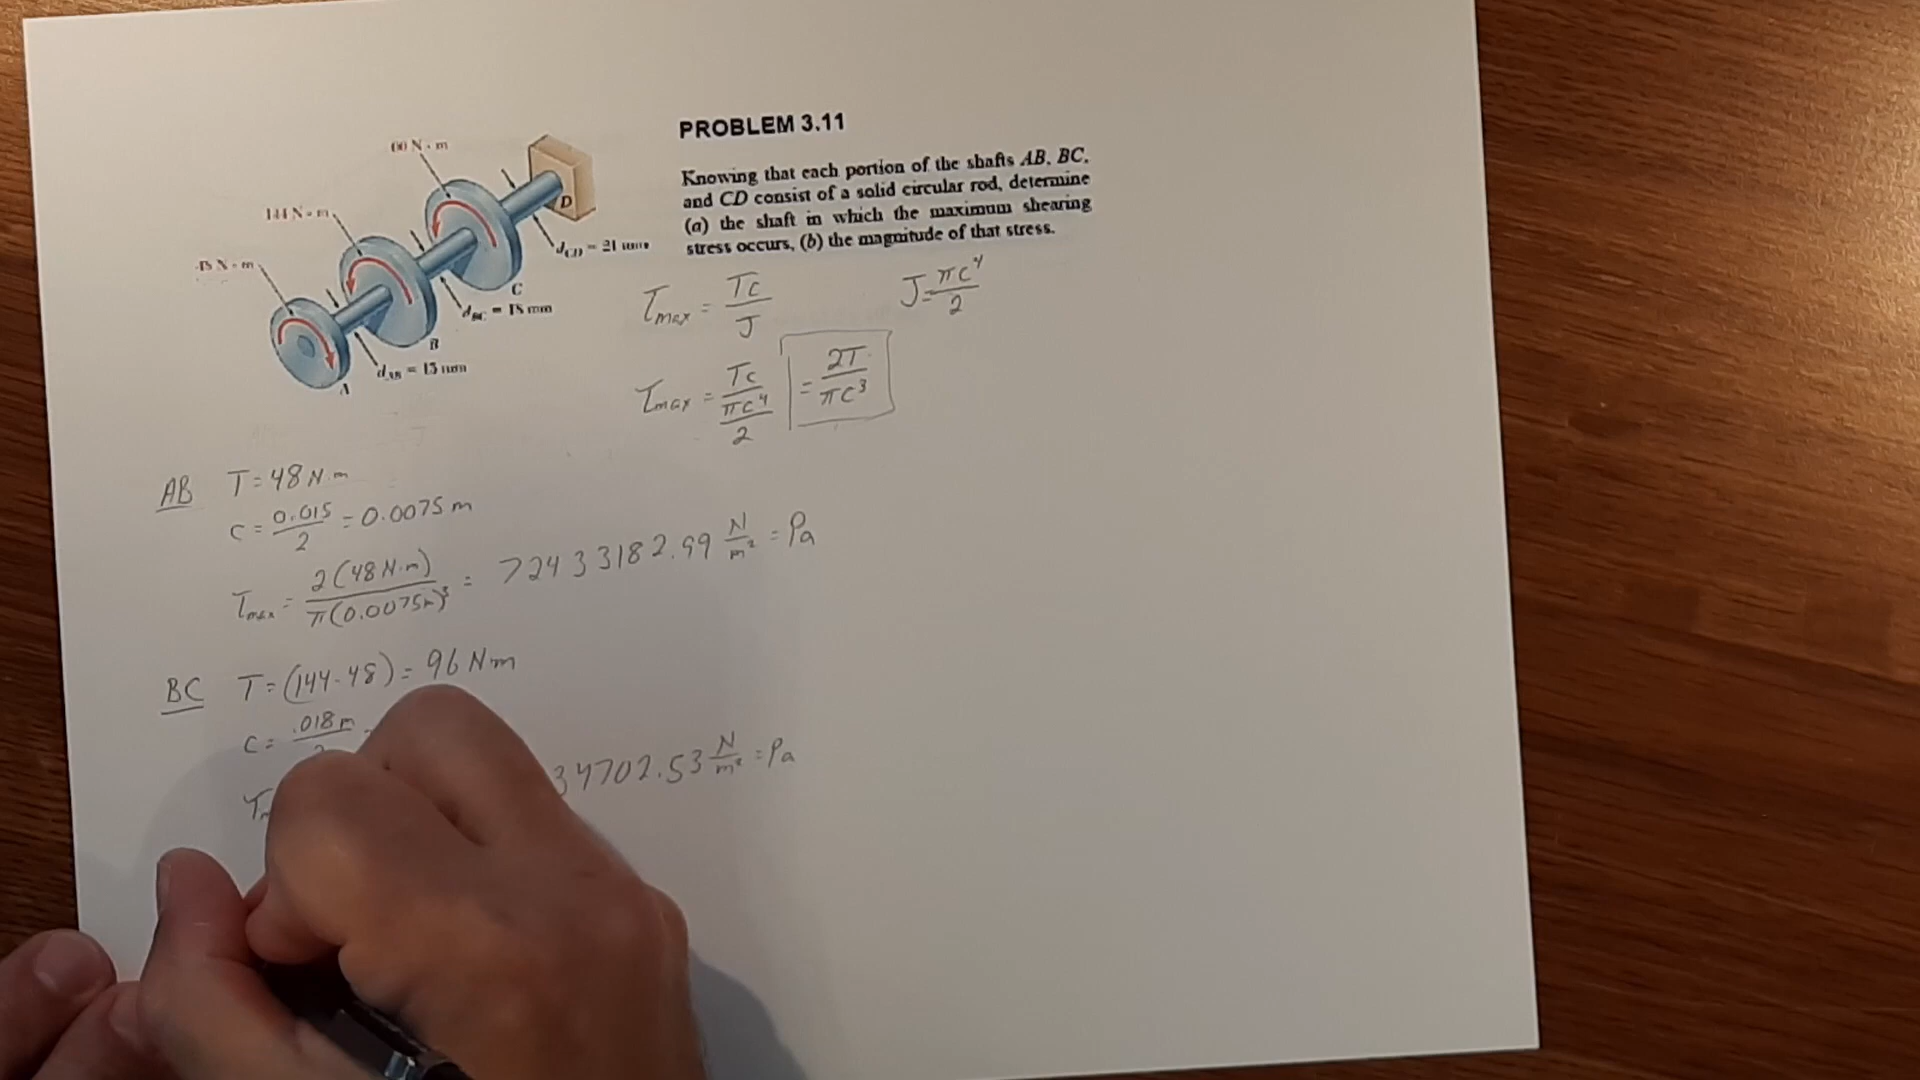 PROBLEM 3.11
Knowing that each portion of the shafts AB, BC,
and CD consist of a solid circular rod, determine
(a) the shaft in which the maximum shearing
stress occurs, (b) the magnitude of that stress.
60 N · m
144 N · m
48 N · m
D
d_CD = 21 mm
C
d_BC = 18 mm
B
d_AB = 15 mm
A
τmax = Tc/J J = πc⁴/2
τmax = Tc/(πc⁴/2) = 2T/πc³
AB T = 48 N·m
c = 0.015/2 = 0.0075 m
τmax = 2(48 N·m)/π(0.0075m)³ = 72433182.99 N/m² = Pa
BC T = (144-48) = 96 Nm
c = .018m
34702.53 N/m² = Pa